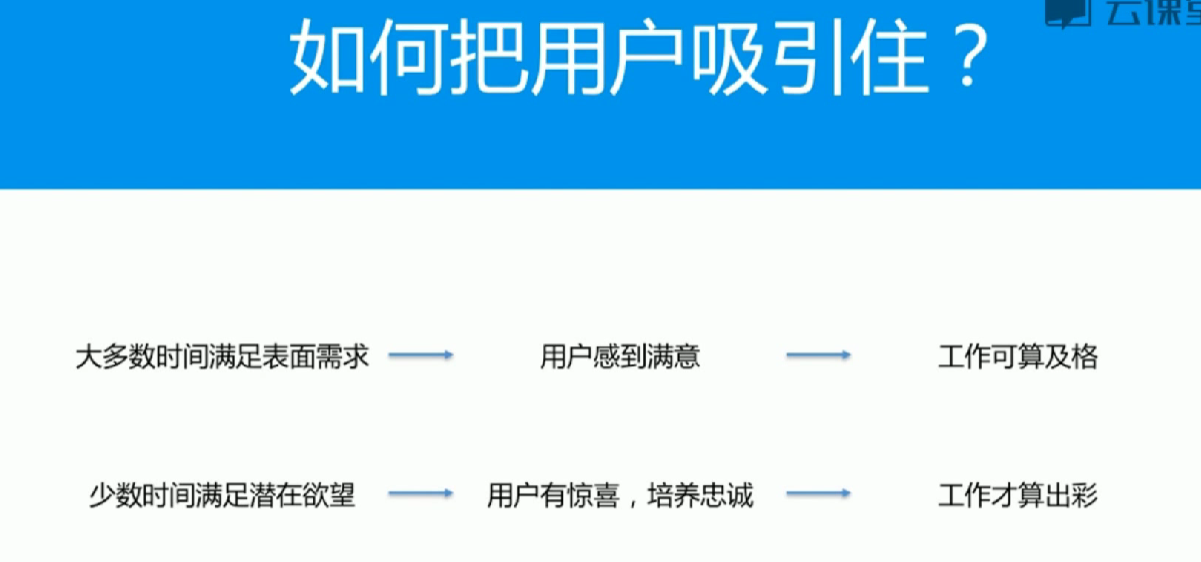 云课堂
如何把用户吸引住？
大多数时间满足表面需求 → 用户感到满意 → 工作可算及格
少数时间满足潜在欲望 → 用户有惊喜，培养忠诚 → 工作才算出彩